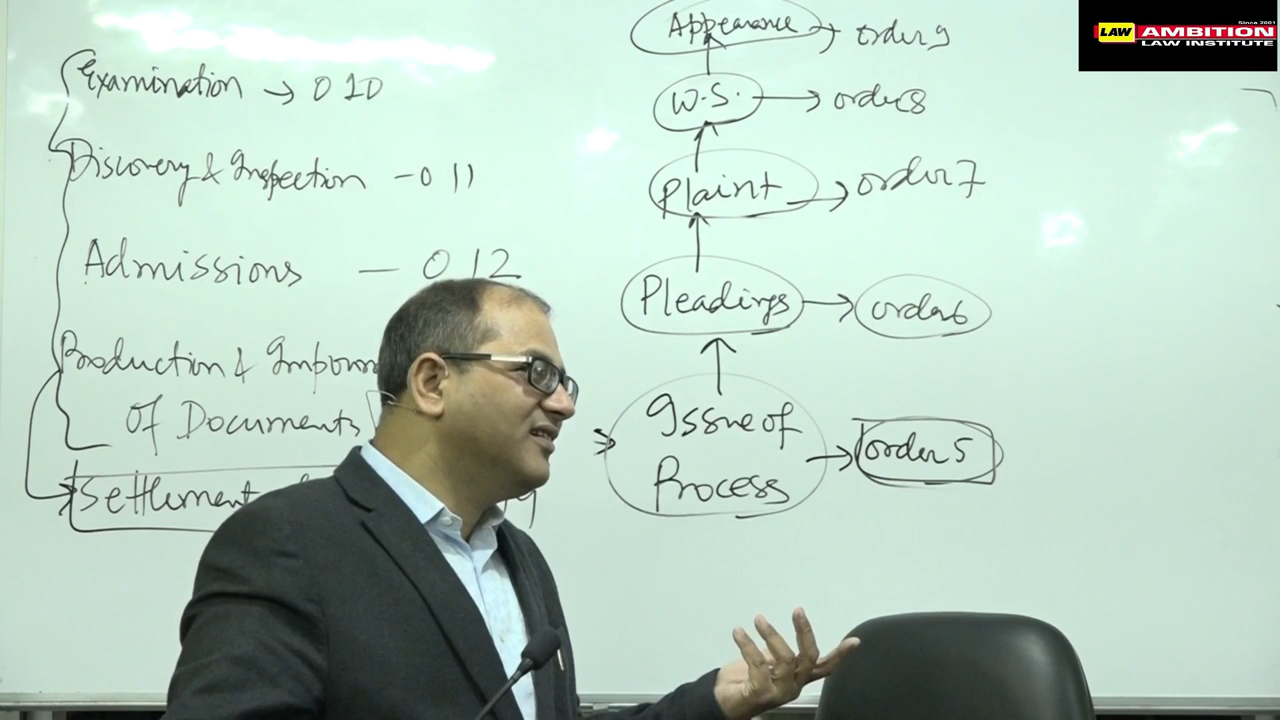 Examination → O 10
Discovery & Inspection - O 11
Admissions — O 12
Production &
Of Documents
Settlement
Appearance → order 9
W.S. → order 8
Plaint → order 7
Pleadings → order 6
Issue of
Process → order 5
Since 2001
LAW AMBITION
LAW INSTITUTE